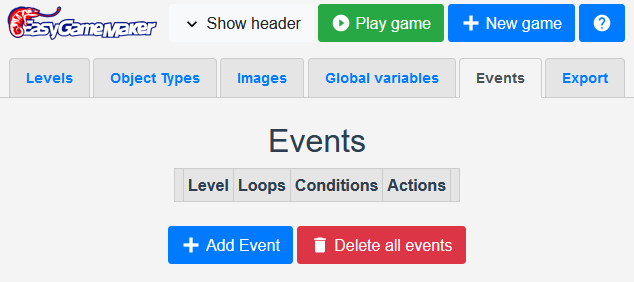 EasyGameMaker Show header Play game New game
Levels Object Types Images Global variables Events Export
Events
Level Loops Conditions Actions
Add Event Delete all events